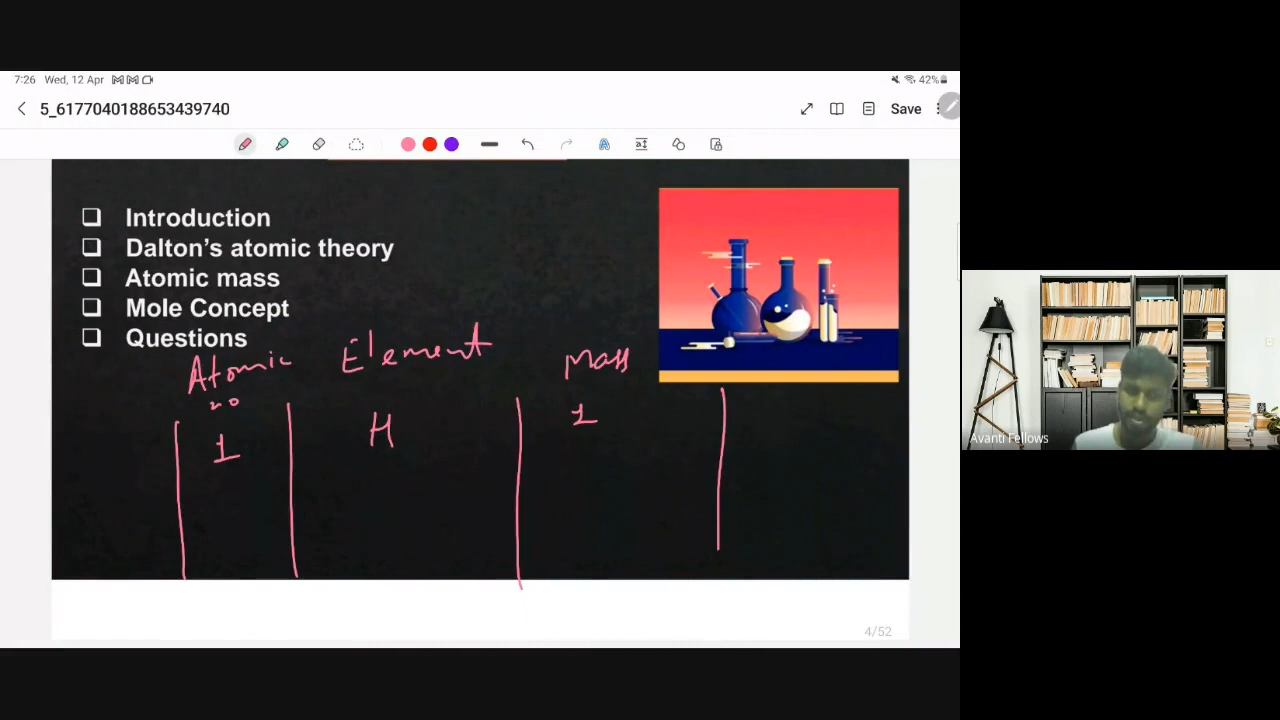 7:26 Wed, 12 Apr
42%
5_6177040188653439740
Save
Introduction
Dalton's atomic theory
Atomic mass
Mole Concept
Questions
Atomic Element Mass
no
1 H 1
4/52
Avanti Fellows